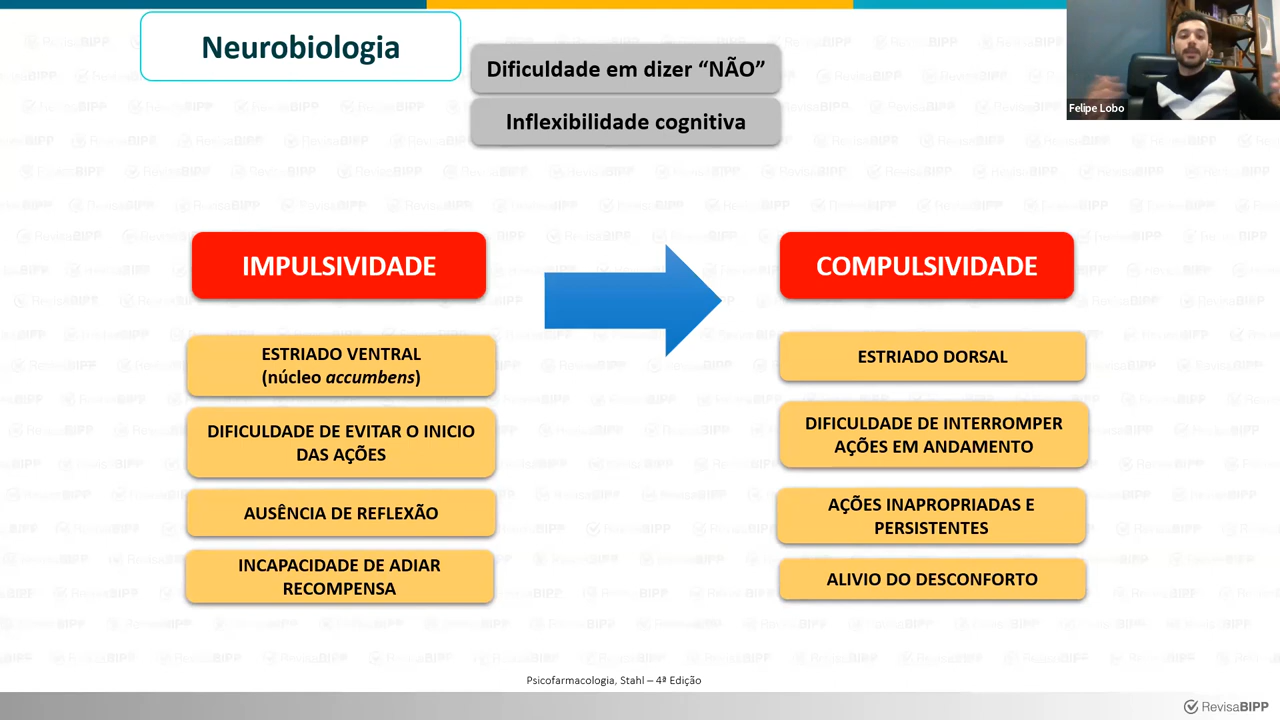 Neurobiologia
Dificuldade em dizer “NÃO”
Inflexibilidade cognitiva
Felipe Lobo
IMPULSIVIDADE
ESTRIADO VENTRAL
(núcleo accumbens)
DIFICULDADE DE EVITAR O INICIO
DAS AÇÕES
AUSÊNCIA DE REFLEXÃO
INCAPACIDADE DE ADIAR
RECOMPENSA
COMPULSIVIDADE
ESTRIADO DORSAL
DIFICULDADE DE INTERROMPER
AÇÕES EM ANDAMENTO
AÇÕES INAPROPRIADAS E
PERSISTENTES
ALIVIO DO DESCONFORTO
Psicofarmacologia, Stahl – 4ª Edição
RevisaBIPP